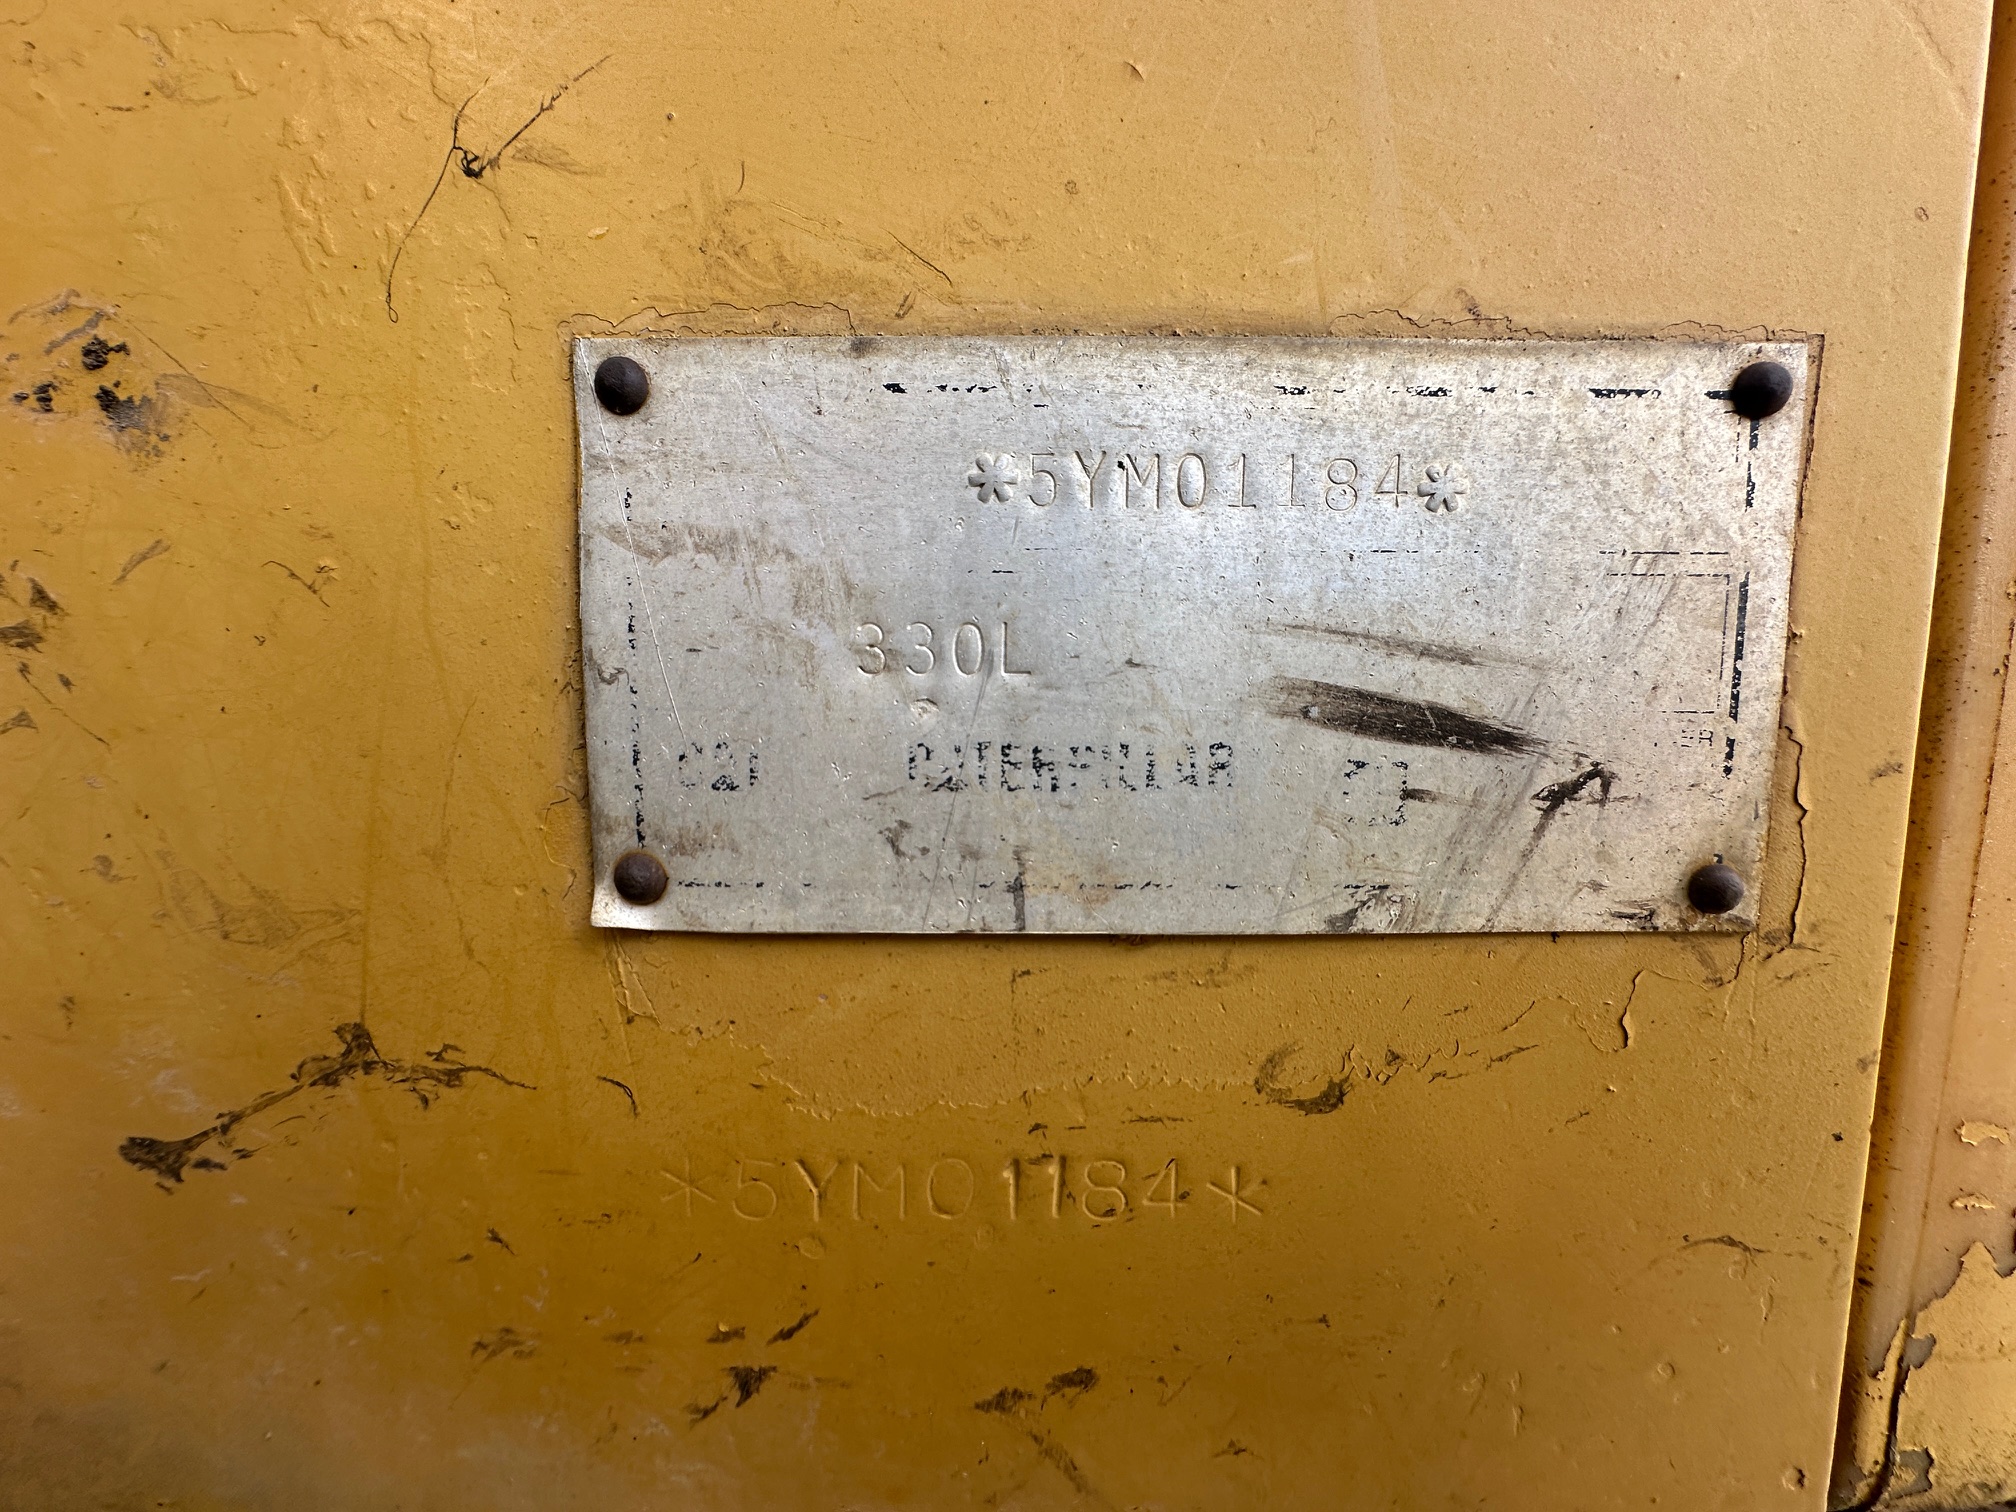 *5YM01184*
330L
CAT CATERPILLAR
*5YM01184*